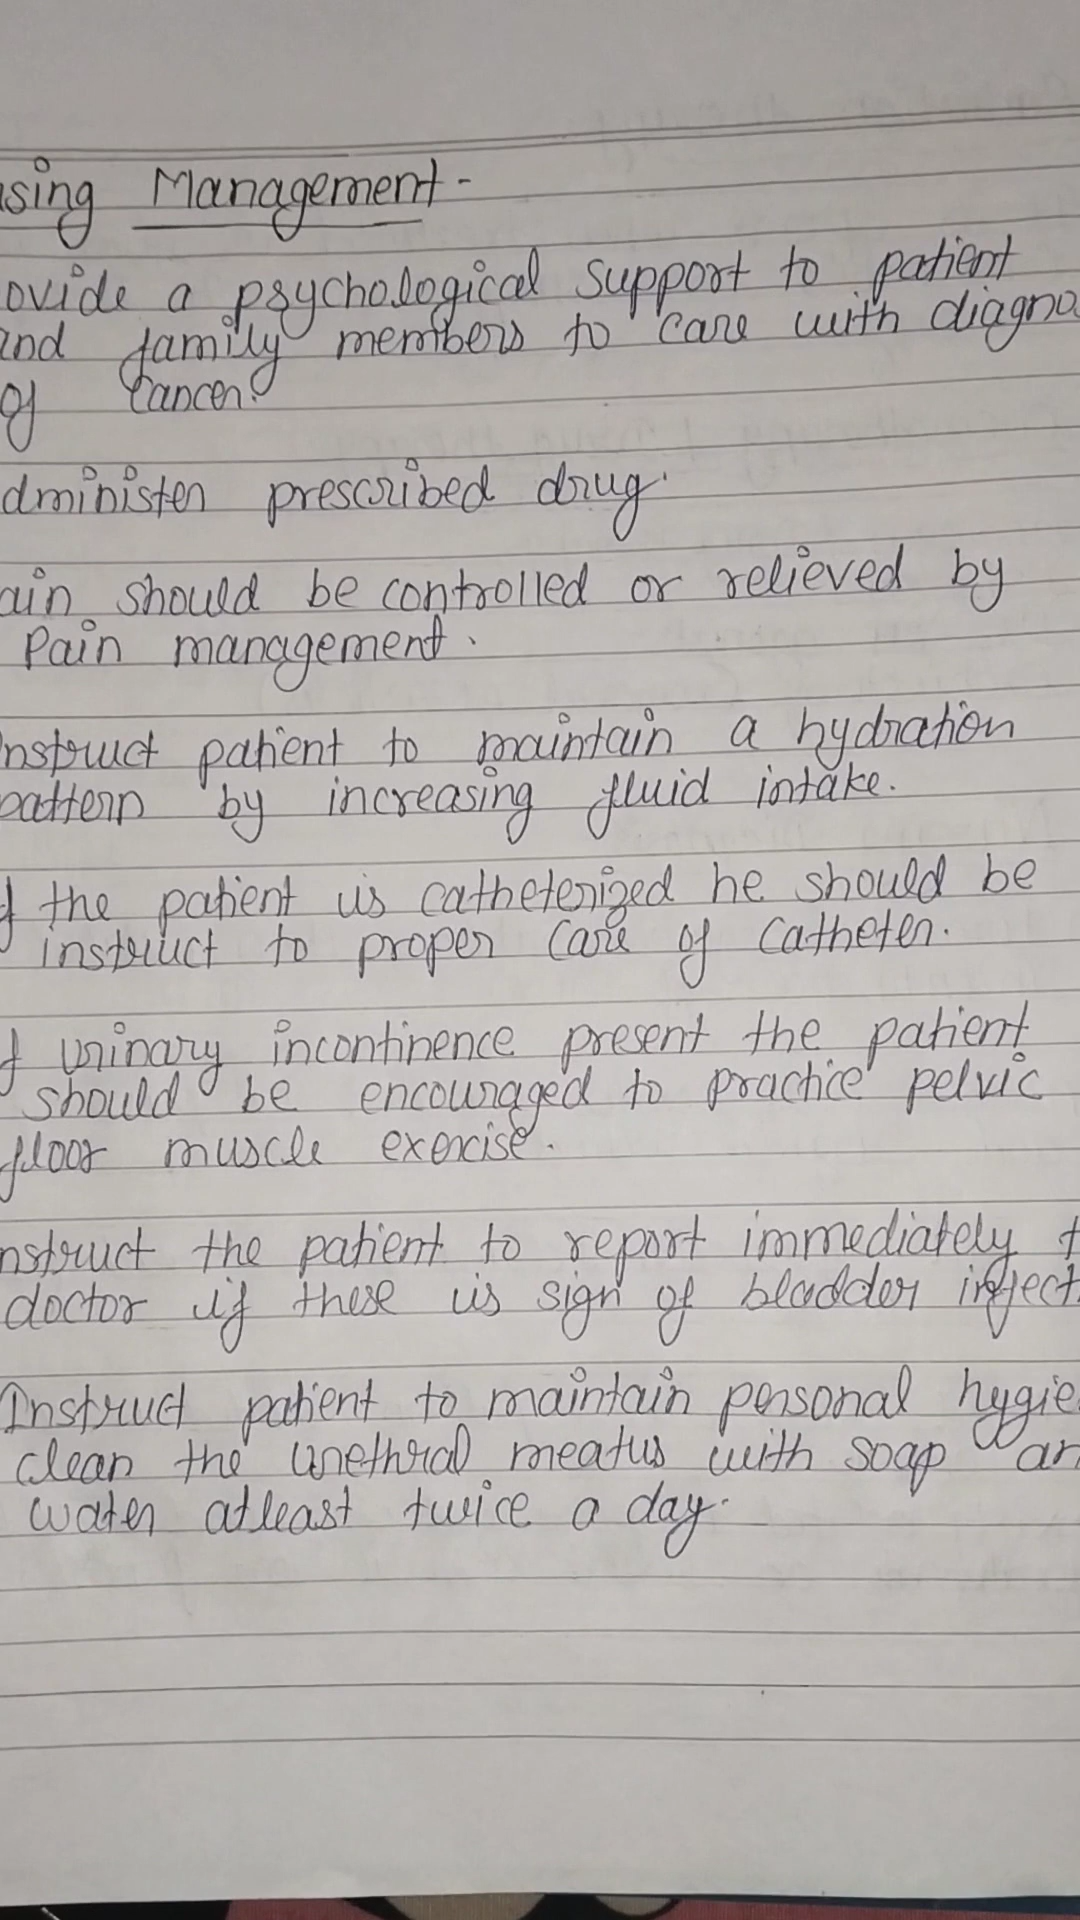 sing Management -
ovide a psychological support to patient
and family members to care with diagno
of cancer.
dminister prescribed drug.
ain should be controlled or relieved by
Pain management.
nstruct patient to maintain a hydration
pattern by increasing fluid intake.
f the patient is catheterized he should be
instruct to proper care of catheter.
f urinary incontinence present the patient
should be encouraged to practice pelvic
floor muscle exercise.
nstruct the patient to report immediately t
doctor if these is sign of bladder infect
Instruct patient to maintain personal hygie
clean the urethral meatus with soap an
water atleast twice a day.